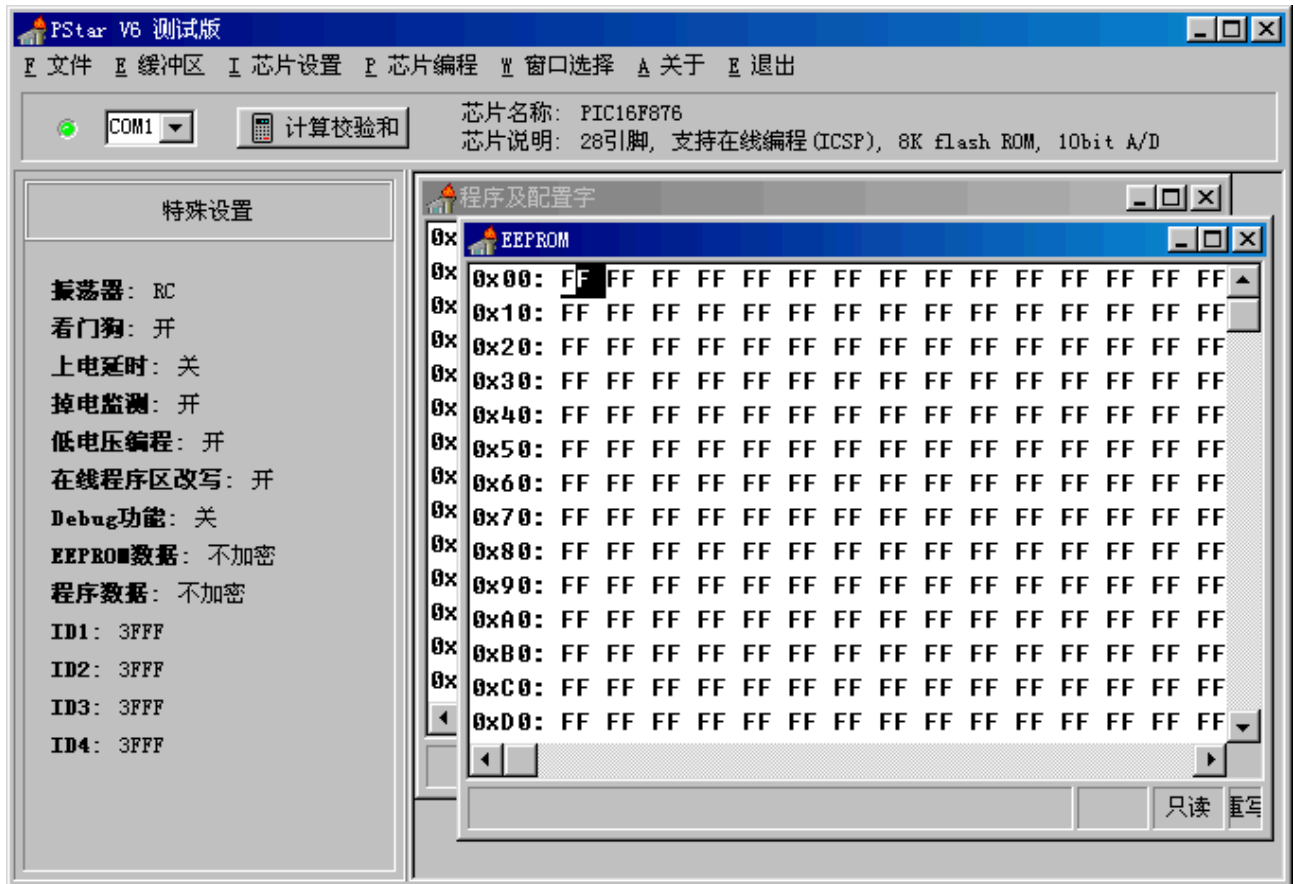 PStar V6 测试版
F 文件 E 缓冲区 I 芯片设置 P 芯片编程 W 窗口选择 A 关于 E 退出
COM1
计算校验和
芯片名称: PIC16F876
芯片说明: 28引脚, 支持在线编程(ICSP), 8K flash ROM, 10bit A/D
特殊设置
振荡器: RC
看门狗: 开
上电延时: 关
掉电监测: 开
低电压编程: 开
在线程序区改写: 开
Debug功能: 关
EEPROM数据: 不加密
程序数据: 不加密
ID1: 3FFF
ID2: 3FFF
ID3: 3FFF
ID4: 3FFF
程序及配置字
0x
0x
0x
0x
0x
0x
0x
0x
0x
0x
0x
0x
0x
0x
EEPROM
0x00: FF FF FF FF FF FF FF FF FF FF FF FF FF FF FF
0x10: FF FF FF FF FF FF FF FF FF FF FF FF FF FF FF
0x20: FF FF FF FF FF FF FF FF FF FF FF FF FF FF FF
0x30: FF FF FF FF FF FF FF FF FF FF FF FF FF FF FF
0x40: FF FF FF FF FF FF FF FF FF FF FF FF FF FF FF
0x50: FF FF FF FF FF FF FF FF FF FF FF FF FF FF FF
0x60: FF FF FF FF FF FF FF FF FF FF FF FF FF FF FF
0x70: FF FF FF FF FF FF FF FF FF FF FF FF FF FF FF
0x80: FF FF FF FF FF FF FF FF FF FF FF FF FF FF FF
0x90: FF FF FF FF FF FF FF FF FF FF FF FF FF FF FF
0xA0: FF FF FF FF FF FF FF FF FF FF FF FF FF FF FF
0xB0: FF FF FF FF FF FF FF FF FF FF FF FF FF FF FF
0xC0: FF FF FF FF FF FF FF FF FF FF FF FF FF FF FF
0xD0: FF FF FF FF FF FF FF FF FF FF FF FF FF FF FF
只读 重写